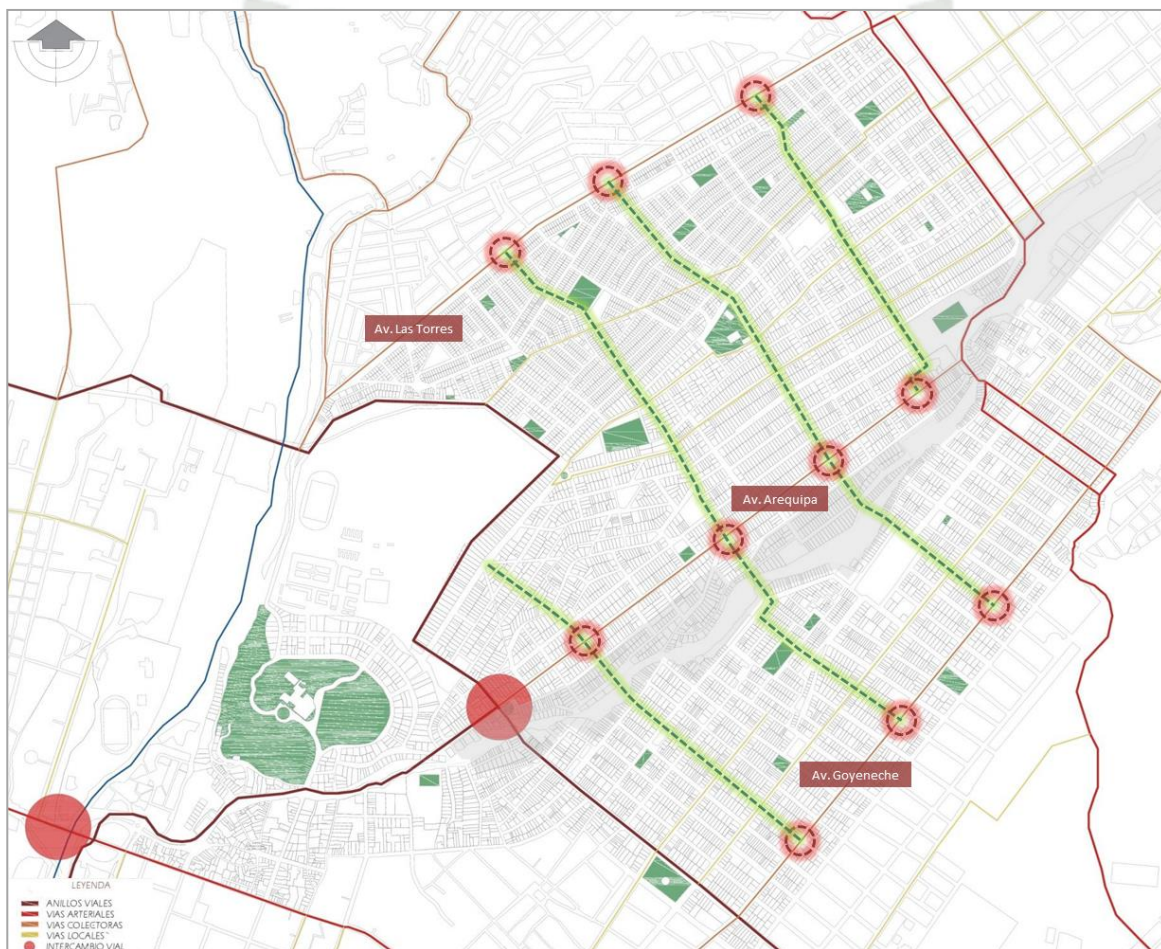 Av. Las Torres
Av. Arequipa
Av. Goyeneche
LEYENDA
ANILLOS VIALES
VIAS ARTERIALES
VIAS COLECTORAS
VIAS LOCALES
INTERCAMBIO VIAL